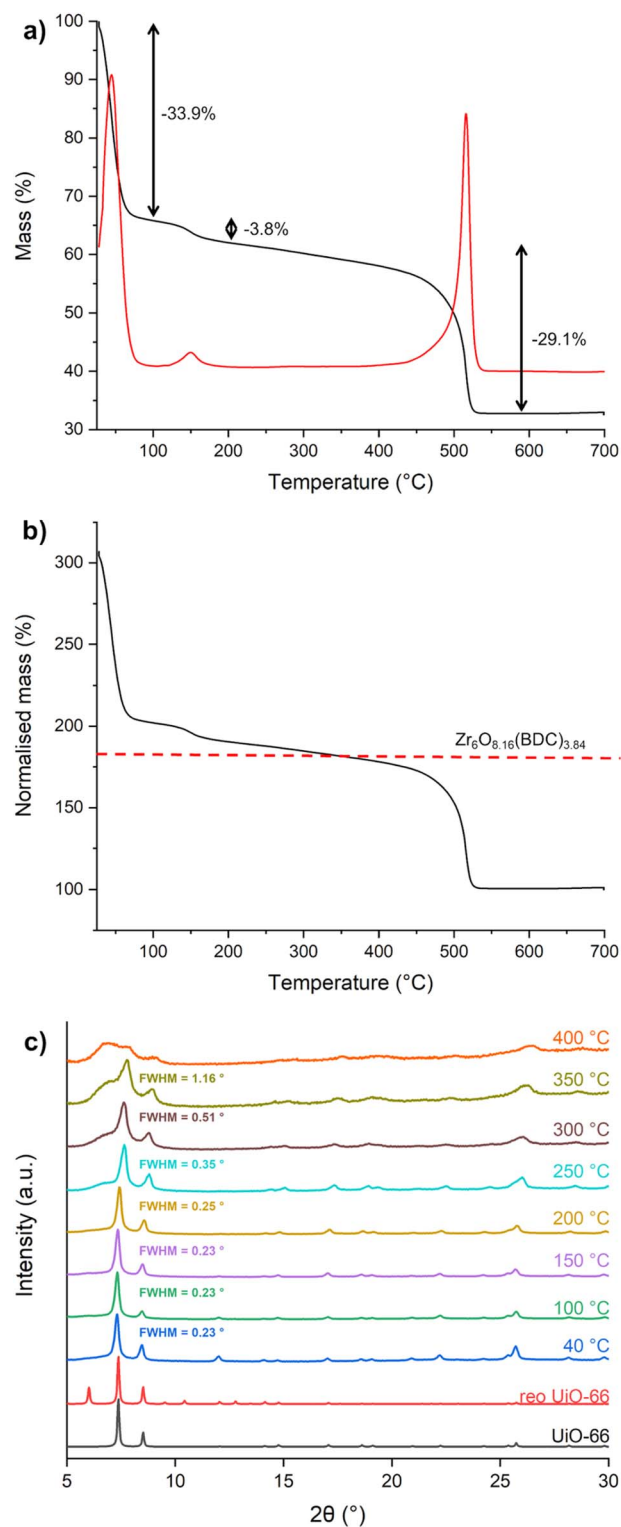 a)
100
90
80
70
60
50
40
30
Mass (%)
-33.9%
-3.8%
-29.1%
100 200 300 400 500 600 700
Temperature (°C)
b)
300
250
200
150
100
Normalised mass (%)
Zr₆O₈.₁₆(BDC)₃.₈₄
100 200 300 400 500 600 700
Temperature (°C)
c)
Intensity (a.u.)
400 °C
FWHM = 1.16 °
350 °C
FWHM = 0.51 °
300 °C
FWHM = 0.35 °
250 °C
FWHM = 0.25 °
200 °C
FWHM = 0.23 °
150 °C
FWHM = 0.23 °
100 °C
FWHM = 0.23 °
40 °C
reo UiO-66
UiO-66
5 10 15 20 25 30
2θ (°)